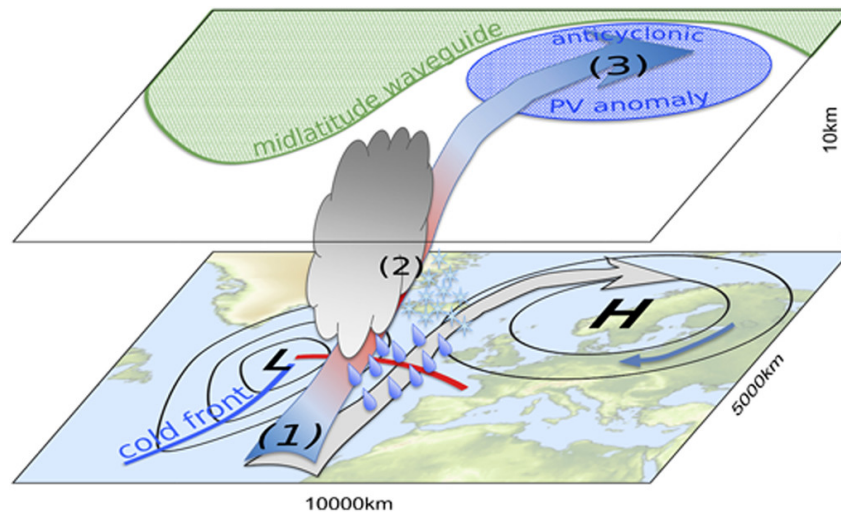 anticyclonic
(3)
PV anomaly
midlatitude waveguide
10km
(2)
H
L
cold front
(1)
5000km
10000km